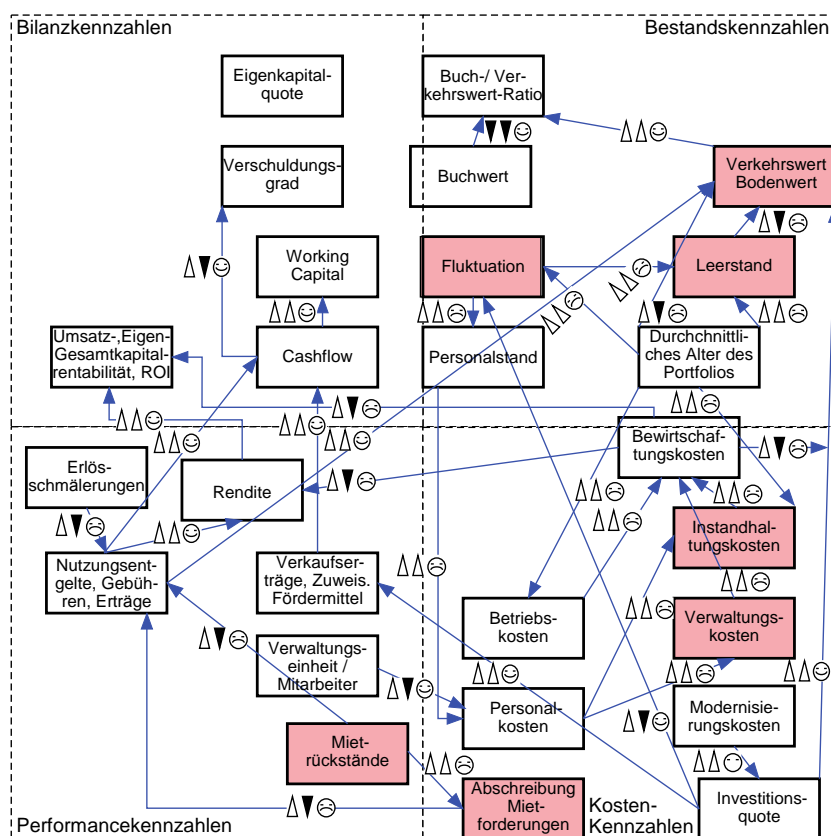 Bilanzkennzahlen
Bestandskennzahlen
Eigenkapital-
quote
Buch-/ Ver-
kehrswert-Ratio
Verschuldungs-
grad
Buchwert
Verkehrswert
Bodenwert
Working
Capital
Fluktuation
Leerstand
Umsatz-,Eigen-
Gesamtkapital-
rentabilität, ROI
Cashflow
Personalstand
Durchchnitt-
liches Alter des
Portfolios
Erlös-
schmälerungen
Rendite
Bewirtschaf-
tungskosten
Instandhal-
tungskosten
Nutzungsent-
gelte, Gebüh-
ren, Erträge
Verkaufser-
träge, Zuweis.
Fördermittel
Betriebs-
kosten
Verwaltungs-
kosten
Verwaltungs-
einheit /
Mitarbeiter
Personal-
kosten
Modernisie-
rungskosten
Miet-
rückstände
Abschreibung
Miet-
forderungen
Investitions-
quote
Performancekennzahlen
Kosten-
Kennzahlen